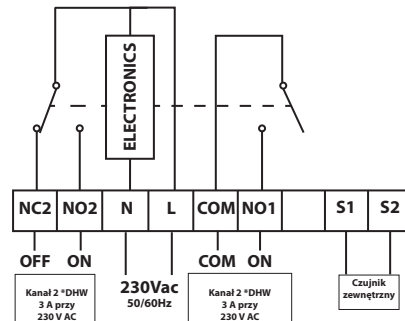 ELECTRONICS
NC2 NO2 N L COM NO1 S1 S2
OFF ON 230Vac COM ON
50/60Hz
Kanał 2 *DHW
3 A przy
230 V AC
Kanał 2 *DHW
3 A przy
230 V AC
Czujnik
zewnętrzny